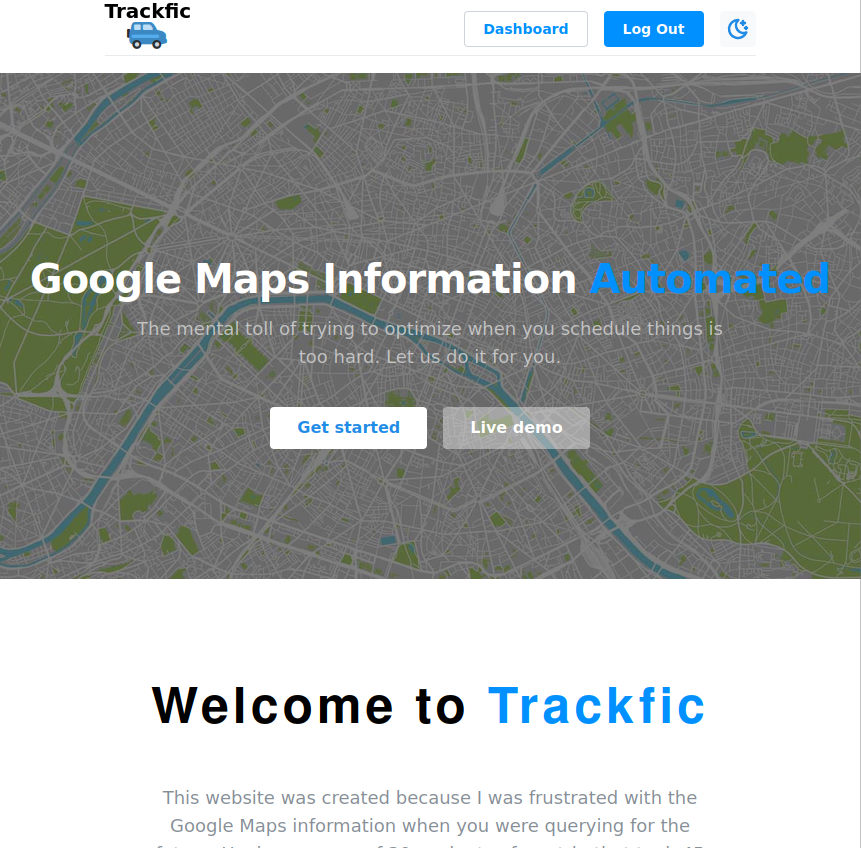 Trackfic
Dashboard
Log Out
Google Maps Information Automated
The mental toll of trying to optimize when you schedule things is
too hard. Let us do it for you.
Get started
Live demo
Welcome to Trackfic
This website was created because I was frustrated with the
Google Maps information when you were querying for the